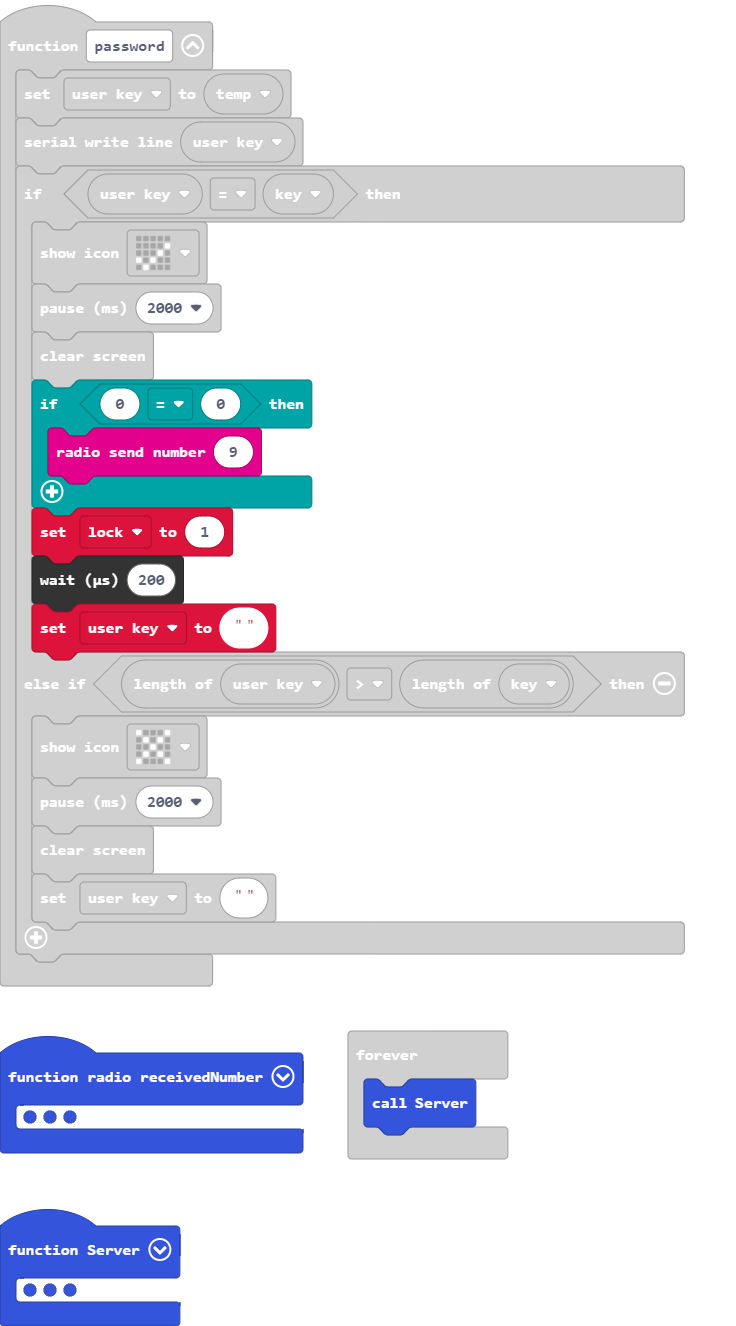 function password
set user key to temp
serial write line user key
if user key = key then
show icon
pause (ms) 2000
clear screen
if 0 = 0 then
radio send number 9
set lock to 1
wait (µs) 200
set user key to " "
else if length of user key > length of key then
show icon
pause (ms) 2000
clear screen
set user key to " "
function radio receivedNumber
forever
call Server
function Server